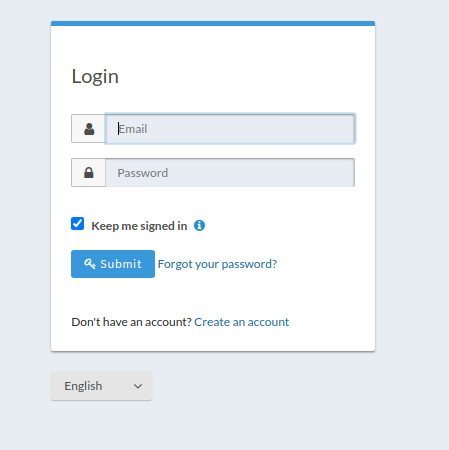 Login
Email
Password
Keep me signed in
Submit Forgot your password?
Don't have an account? Create an account
English